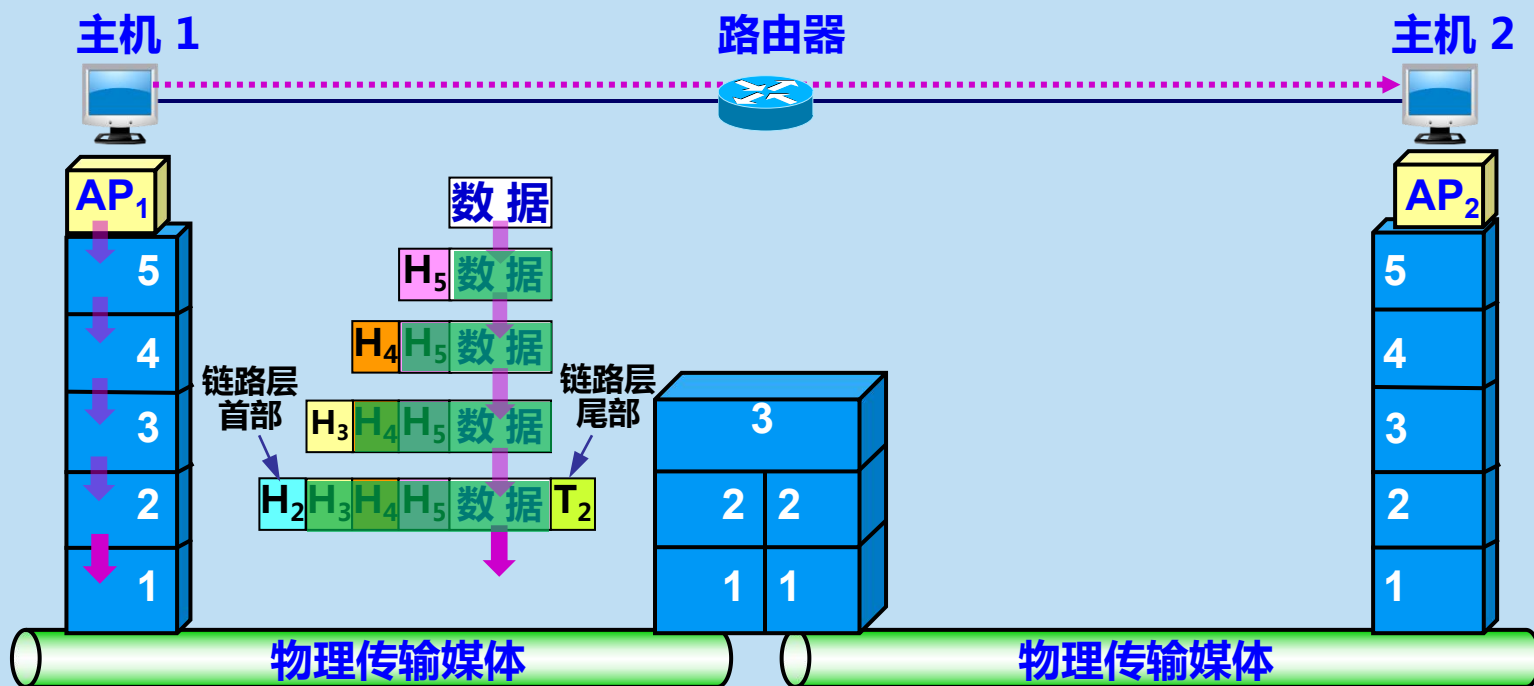 主机 1
路由器
主机 2
AP₁
数 据
AP₂
5
H₅ 数 据
5
4
H₄ H₅ 数 据
4
链路层
首部
链路层
尾部
3
H₃ H₄ H₅ 数 据
3
3
2
H₂ H₃ H₄ H₅ 数 据 T₂
2 2
2
1
1 1
1
物理传输媒体
物理传输媒体